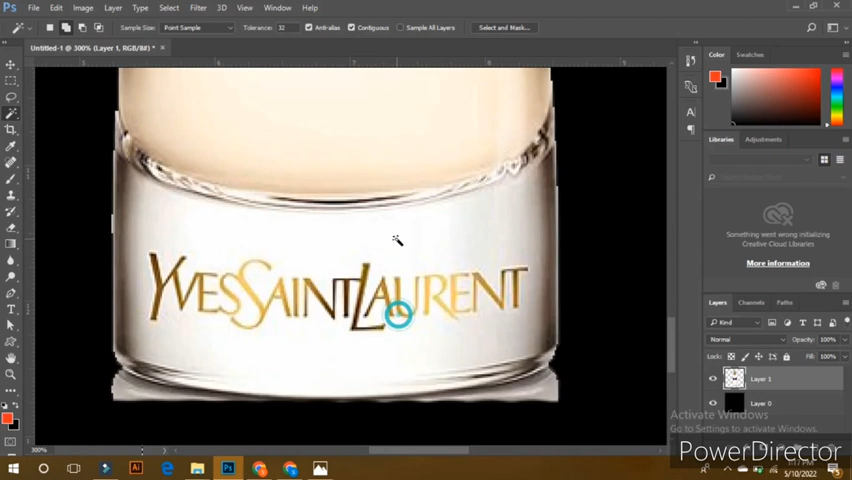 File Edit Image Layer Type Select Filter 3D View Window Help
Sample Size: Point Sample Tolerance: 32 Anti-alias Contiguous Sample All Layers Select and Mask...
Untitled-1 @ 300% (Layer 1, RGB/8#) *
Color Swatches
Libraries Adjustments
Something went wrong initializing
Creative Cloud Libraries
More information
YVESSAINTLAURENT
Layers Channels Paths
Kind
Normal Opacity: 100%
Lock: Fill: 100%
Layer 1
Layer 0
Activate Windows
Go to Settings to activate Windows.
PowerDirector
300%
1:17 PM
5/10/2022